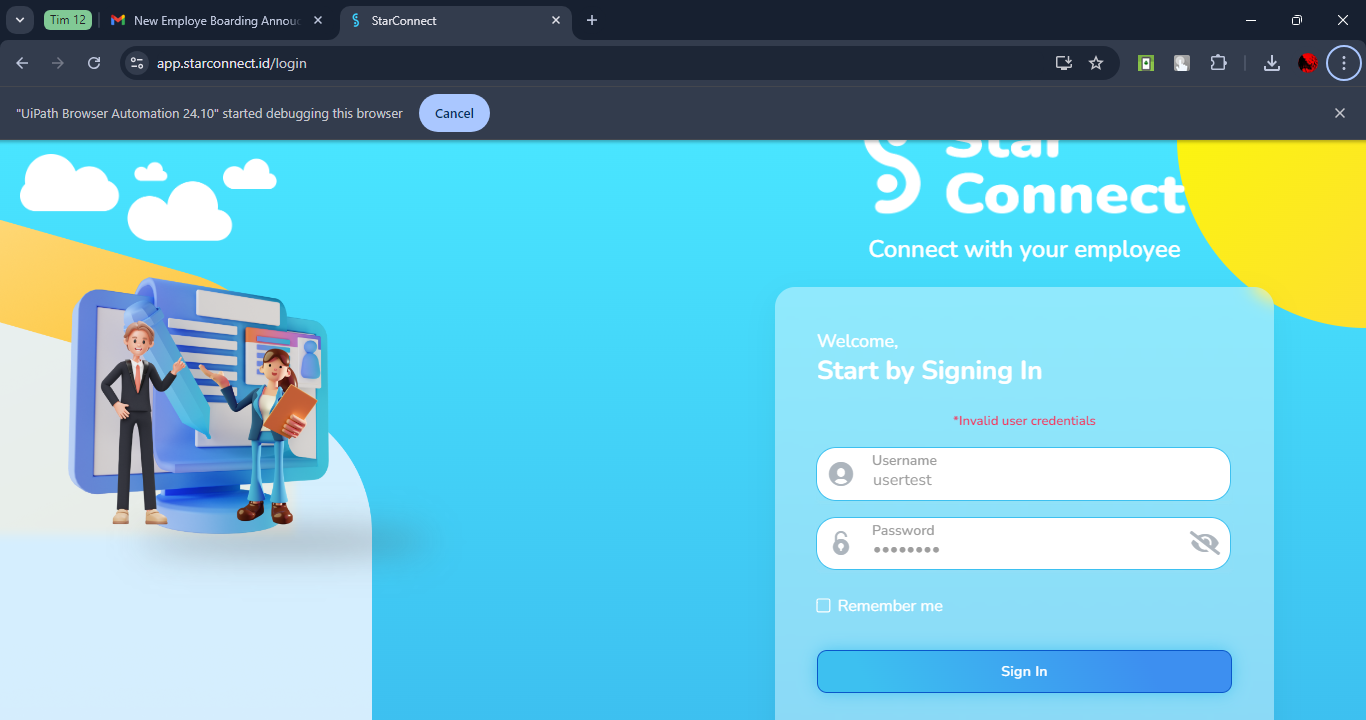 Tim 12
New Employe Boarding Annou
StarConnect
app.starconnect.id/login
"UiPath Browser Automation 24.10" started debugging this browser
Cancel
Star
Connect
Connect with your employee
Welcome,
Start by Signing In
*Invalid user credentials
Username
usertest
Password
Remember me
Sign In